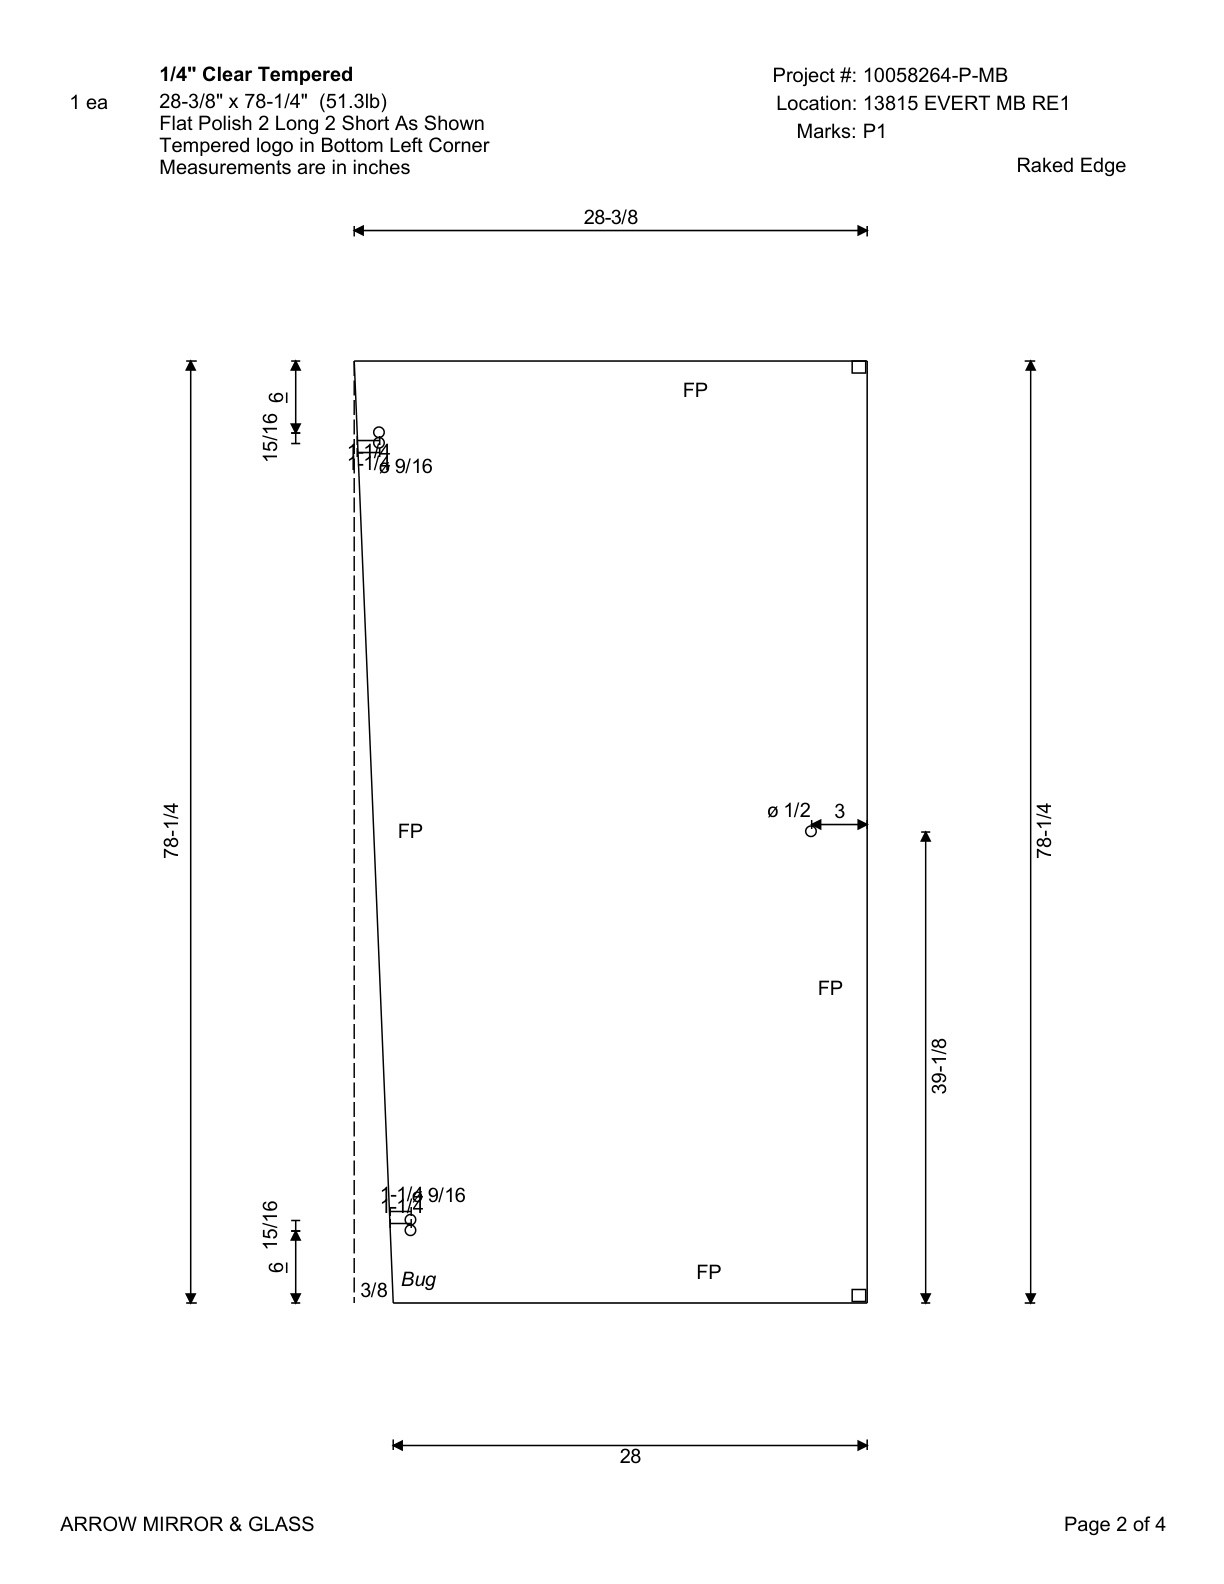 1/4" Clear Tempered
Project #: 10058264-P-MB
1 ea
28-3/8" x 78-1/4" (51.3lb)
Location: 13815 EVERT MB RE1
Flat Polish 2 Long 2 Short As Shown
Marks: P1
Tempered logo in Bottom Left Corner
Measurements are in inches
Raked Edge
28-3/8
FP
6
15/16
1-1/4
1-1/4
ø 9/16
ø 1/2
3
78-1/4
FP
78-1/4
FP
39-1/8
1-1/4
ø 9/16
1-1/4
15/16
6
FP
Bug
3/8
28
ARROW MIRROR & GLASS
Page 2 of 4